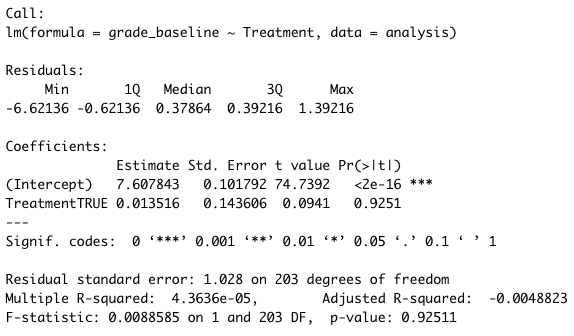 Call:
lm(formula = grade_baseline ~ Treatment, data = analysis)
Residuals:
Min 1Q Median 3Q Max
-6.62136 -0.62136 0.37864 0.39216 1.39216
Coefficients:
Estimate Std. Error t value Pr(>|t|)
(Intercept) 7.607843 0.101792 74.7392 <2e-16 ***
TreatmentTRUE 0.013516 0.143606 0.0941 0.9251
---
Signif. codes: 0 ‘***’ 0.001 ‘**’ 0.01 ‘*’ 0.05 ‘.’ 0.1 ‘ ’ 1
Residual standard error: 1.028 on 203 degrees of freedom
Multiple R-squared: 4.3636e-05, Adjusted R-squared: -0.0048823
F-statistic: 0.0088585 on 1 and 203 DF, p-value: 0.92511